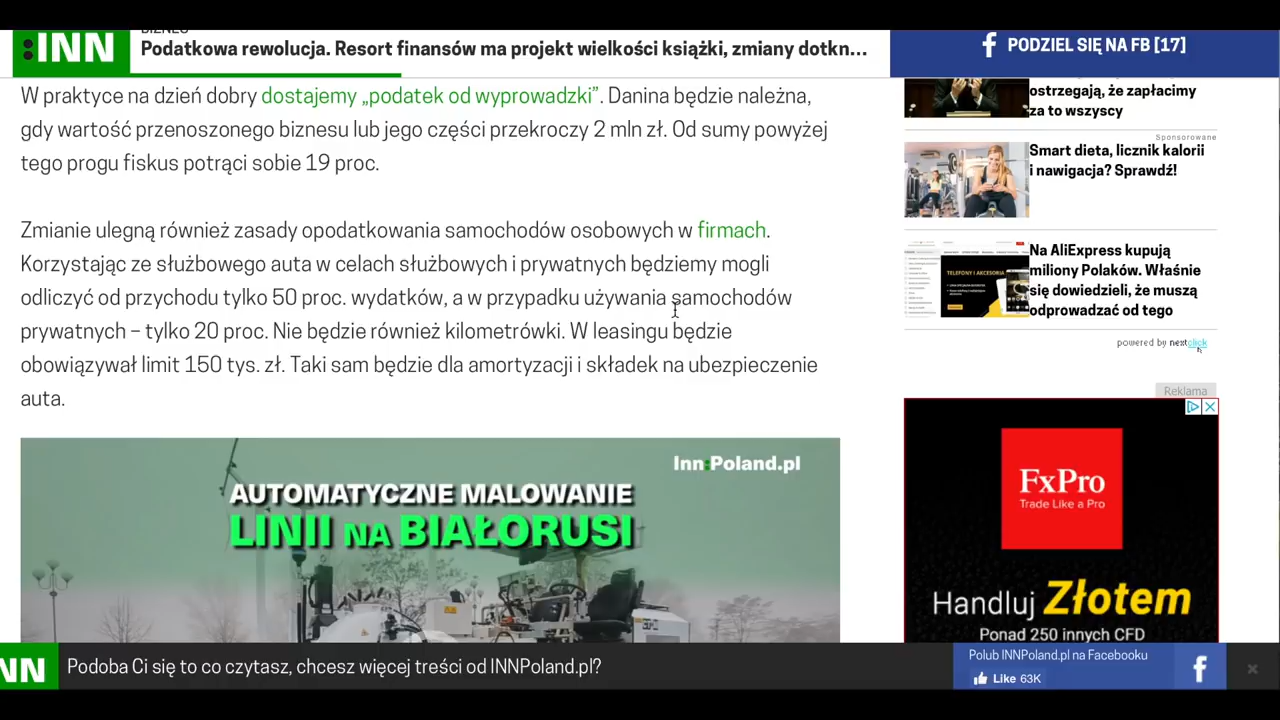 :INN
BIZNES
Podatkowa rewolucja. Resort finansów ma projekt wielkości książki, zmiany dotkn...
PODZIEL SIĘ NA FB [17]
W praktyce na dzień dobry dostajemy „podatek od wyprowadzki”. Danina będzie należna,
gdy wartość przenoszonego biznesu lub jego części przekroczy 2 mln zł. Od sumy powyżej
tego progu fiskus potrąci sobie 19 proc.
Zmianie ulegną również zasady opodatkowania samochodów osobowych w firmach.
Korzystając ze służbowego auta w celach służbowych i prywatnych będziemy mogli
odliczyć od przychodu tylko proc. wydatków, a w przypadku używania samochodów
prywatnych – tylko 20 proc. Nie będzie również kilometrówki. W leasingu będzie
obowiązywał limit 150 tys. zł. Taki sam będzie dla amortyzacji i składek na ubezpieczenie
auta.
Inn:Poland.pl
AUTOMATYCZNE MALOWANIE
LINII NA BIAŁORUSI
ostrzegają, że zapłacimy
za to wszyscy
Sponsorowane
Smart dieta, licznik kalorii
i nawigacja? Sprawdź!
TELEFONY I AKCESORIA
Na AliExpress kupują
miliony Polaków. Właśnie
się dowiedzieli, że muszą
odprowadzać od tego
powered by nextclick
Reklama
FxPro
Trade Like a Pro
Handluj Złotem
Ponad 250 innych CFD
NN
Podoba Ci się to co czytasz, chcesz więcej treści od INNPoland.pl?
Polub INNPoland.pl na Facebooku
Like 63K